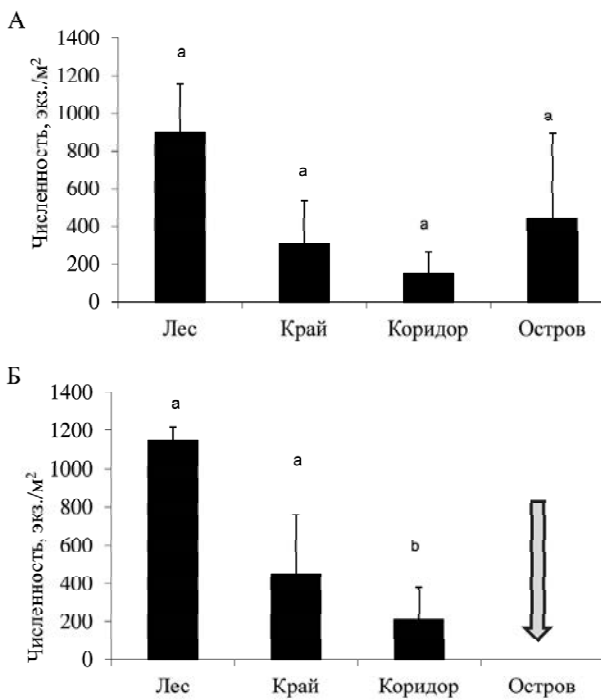 А
Численность, экз./м²
1400
1200
1000
800
600
400
200
0
a
a
a
a
Лес Край Коридор Остров
Б
Численность, экз./м²
1400
1200
1000
800
600
400
200
0
a
a
b
Лес Край Коридор Остров